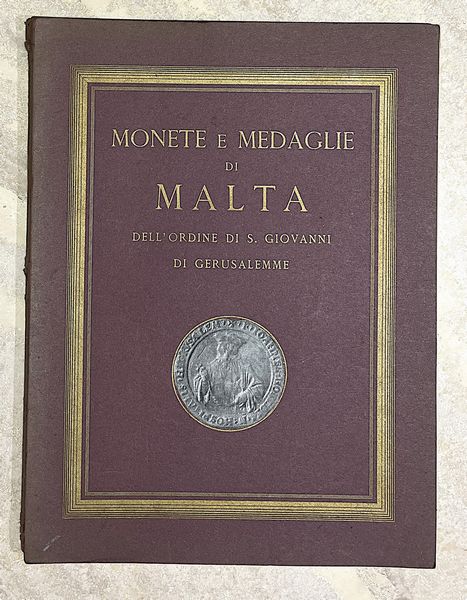 MONETE E MEDAGLIE
DI
MALTA
DELL'ORDINE DI S. GIOVANNI
DI GERUSALEMME